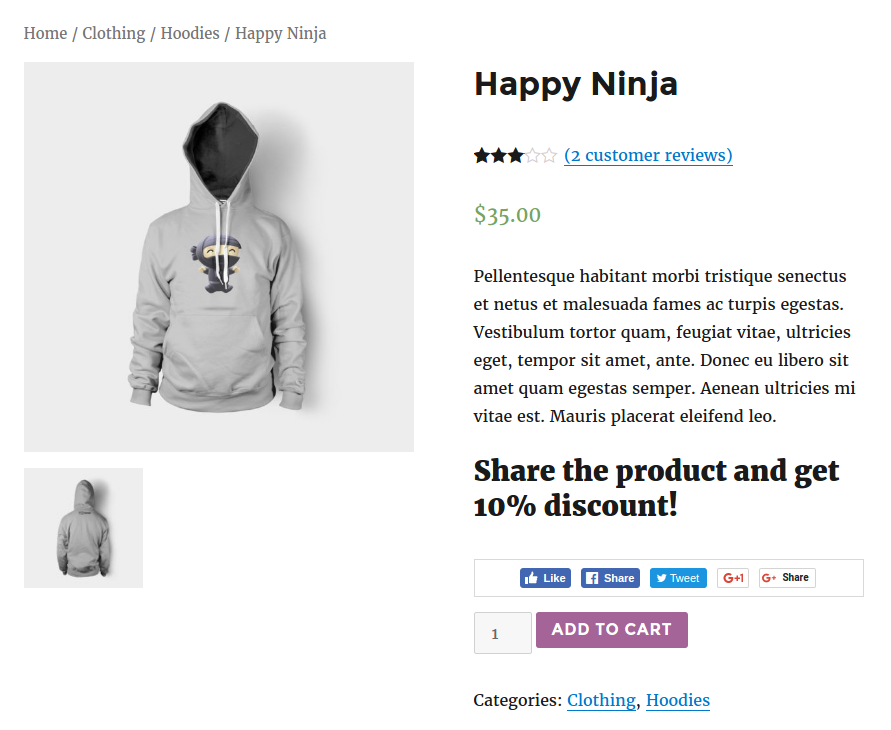 Home / Clothing / Hoodies / Happy Ninja
Happy Ninja
(2 customer reviews)
$35.00
Pellentesque habitant morbi tristique senectus
et netus et malesuada fames ac turpis egestas.
Vestibulum tortor quam, feugiat vitae, ultricies
eget, tempor sit amet, ante. Donec eu libero sit
amet quam egestas semper. Aenean ultricies mi
vitae est. Mauris placerat eleifend leo.
Share the product and get
10% discount!
Like Share Tweet G+1 G+ Share
1 ADD TO CART
Categories: Clothing, Hoodies